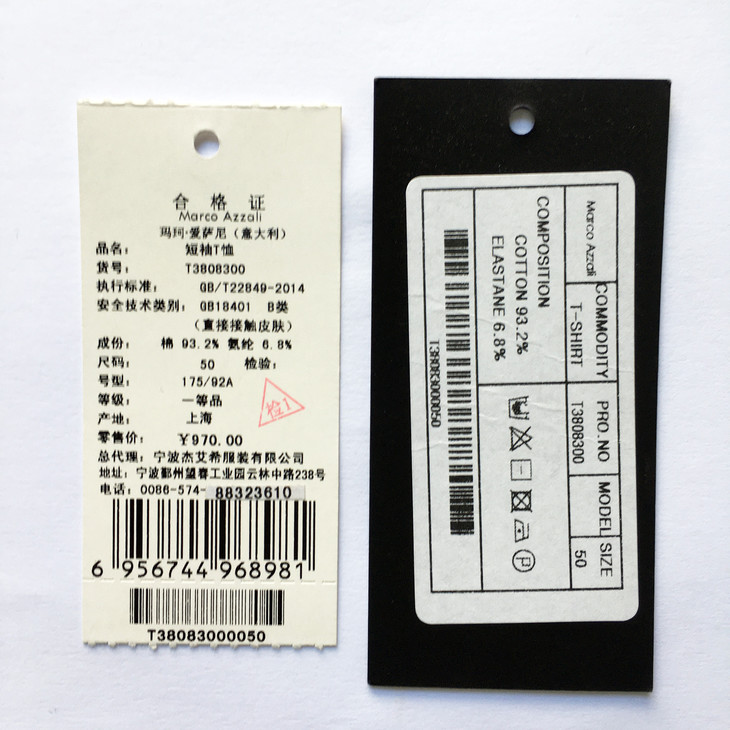 合格证
Marco Azzali
玛珂·爱萨尼（意大利）
品名： 短袖T恤
货号： T3808300
执行标准： GB/T22849-2014
安全技术类别： GB18401 B类
（直接接触皮肤）
成份： 棉 93.2% 氨纶 6.8%
尺码： 50 检验：
号型： 175/92A
等级： 一等品
检1
产地： 上海
零售价： ¥970.00
总代理：宁波杰艾希服装有限公司
地址：宁波鄞州望春工业园云林中路238号
电话：0086-574-88323610
6 956744 968981
T38083000050
Marco Azzali
COMMODITY PRO.NO MODEL SIZE
T-SHIRT T3808300 50
COMPOSITION
COTTON 93.2%
ELASTANE 6.8%
P
T38083000050